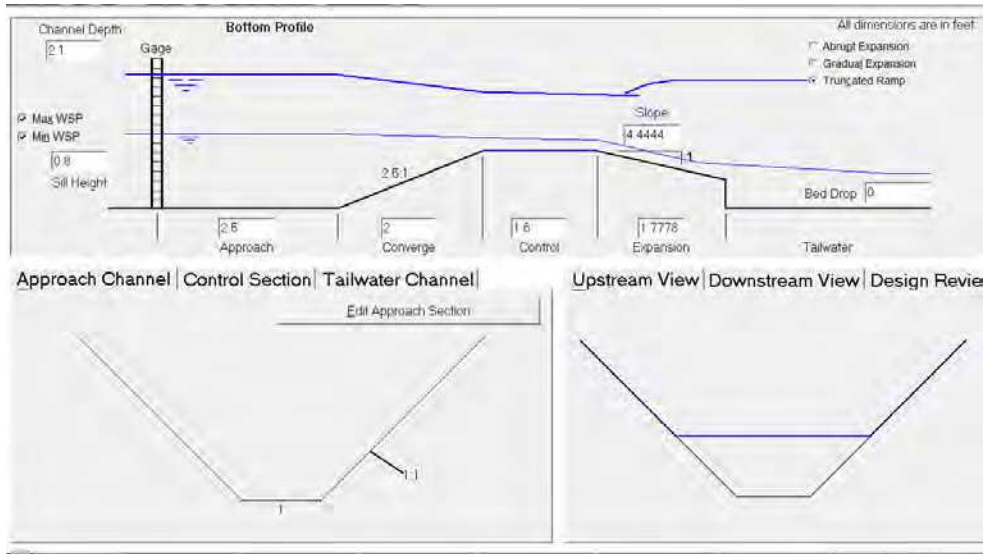 Channel Depth
2.1
Bottom Profile
All dimensions are in feet
Gage
Abrupt Expansion
Gradual Expansion
Truncated Ramp
Slope
4.4444
1
Max WSP
Min WSP
0.8
Sill Height
2.5:1
Bed Drop 0
2.5
2
1.6
1.7778
Approach
Converge
Control
Expansion
Tailwater
Approach Channel Control Section Tailwater Channel
Edit Approach Section
1:1
1
Upstream View Downstream View Design Revie